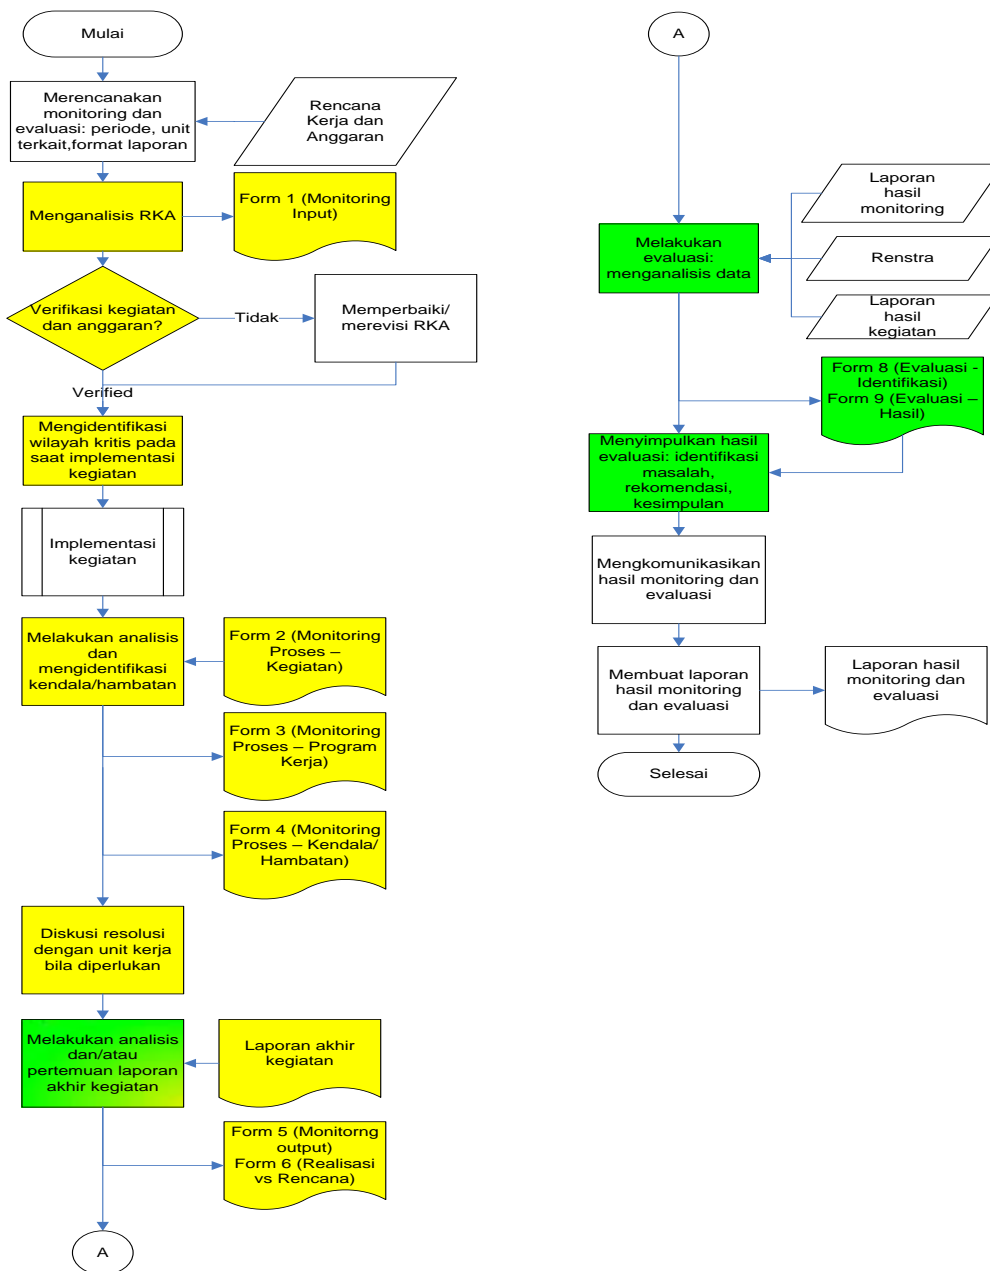 Mulai
Merencanakan
monitoring dan
evaluasi: periode, unit
terkait,format laporan
Rencana
Kerja dan
Anggaran
Menganalisis RKA
Form 1 (Monitoring
Input)
Verifikasi kegiatan
dan anggaran?
Tidak
Memperbaiki/
merevisi RKA
Verified
Mengidentifikasi
wilayah kritis pada
saat implementasi
kegiatan
Implementasi
kegiatan
Melakukan analisis
dan
mengidentifikasi
kendala/hambatan
Form 2 (Monitoring
Proses –
Kegiatan)
Form 3 (Monitoring
Proses – Program
Kerja)
Form 4 (Monitoring
Proses – Kendala/
Hambatan)
Diskusi resolusi
dengan unit kerja
bila diperlukan
Melakukan analisis
dan/atau
pertemuan laporan
akhir kegiatan
Laporan akhir
kegiatan
Form 5 (Monitorng
output)
Form 6 (Realisasi
vs Rencana)
A
A
Laporan
hasil
monitoring
Melakukan
evaluasi:
menganalisis data
Renstra
Laporan
hasil
kegiatan
Form 8 (Evaluasi -
Identifikasi)
Form 9 (Evaluasi –
Hasil)
Menyimpulkan hasil
evaluasi: identifikasi
masalah,
rekomendasi,
kesimpulan
Mengkomunikasikan
hasil monitoring dan
evaluasi
Membuat laporan
hasil monitoring
dan evaluasi
Laporan hasil
monitoring dan
evaluasi
Selesai